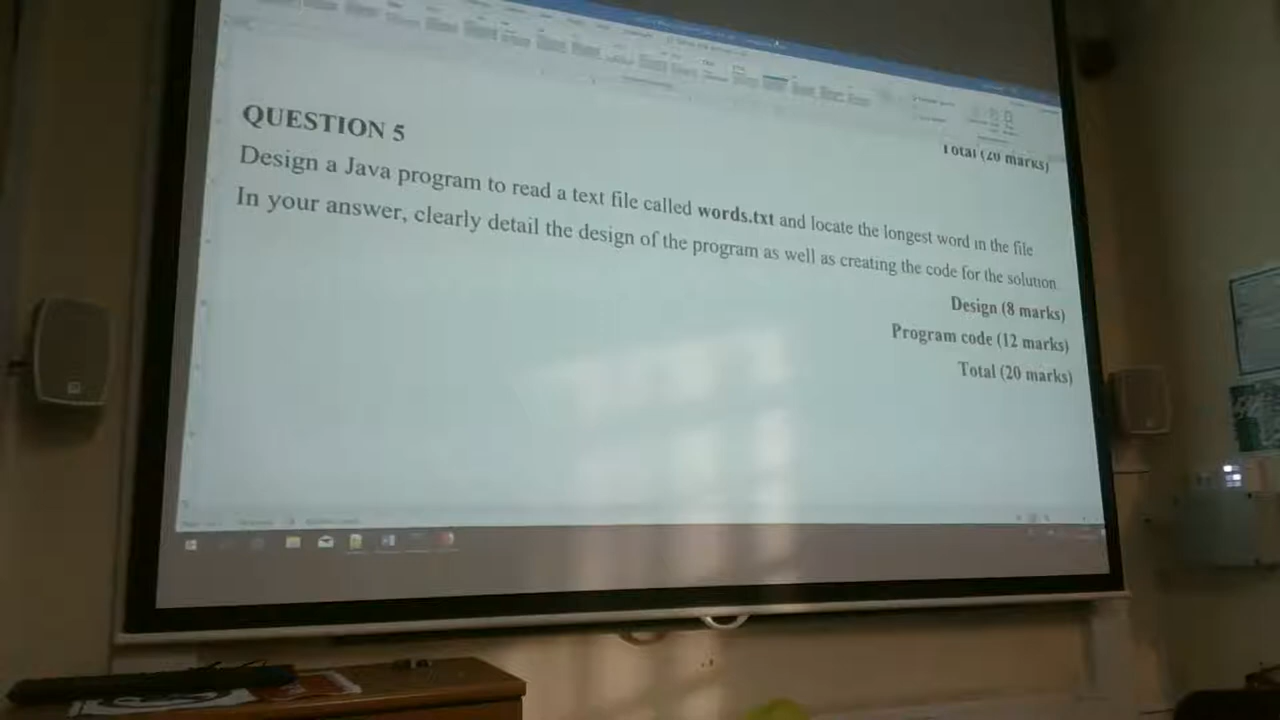 Total (20 marks)
QUESTION 5
Design a Java program to read a text file called words.txt and locate the longest word in the file
In your answer, clearly detail the design of the program as well as creating the code for the solution
Design (8 marks)
Program code (12 marks)
Total (20 marks)